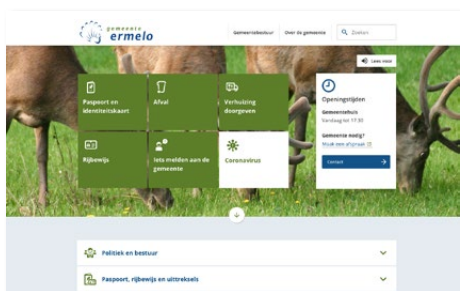 gemeente
ermelo
Gemeentebestuur
Over de gemeente
Zoeken
Lees voor
Paspoort en
identiteitskaart
Afval
Verhuizing
doorgeven
Rijbewijs
Iets melden aan de
gemeente
Coronavirus
Openingstijden
Gemeentehuis
Vandaag tot 17:30
Gemeente nodig?
Maak een afspraak
Contact
Politiek en bestuur
Paspoort, rijbewijs en uittreksels